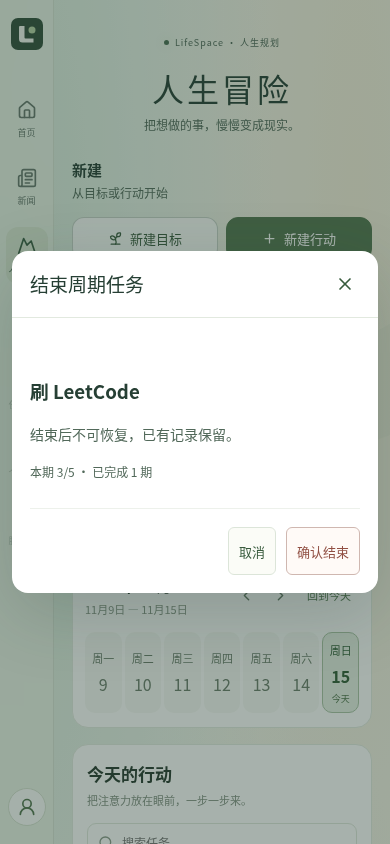 LifeSpace · 人生规划
人生冒险
把想做的事，慢慢变成现实。
首页
新闻
新建
从目标或行动开始
新建目标
新建行动
结束周期任务
刷 LeetCode
结束后不可恢复，已有记录保留。
本期 3/5 · 已完成 1 期
取消
确认结束
回到今天
11月9日 — 11月15日
周一 周二 周三 周四 周五 周六 周日
9 10 11 12 13 14 15
今天
今天的行动
把注意力放在眼前，一步一步来。
搜索任务